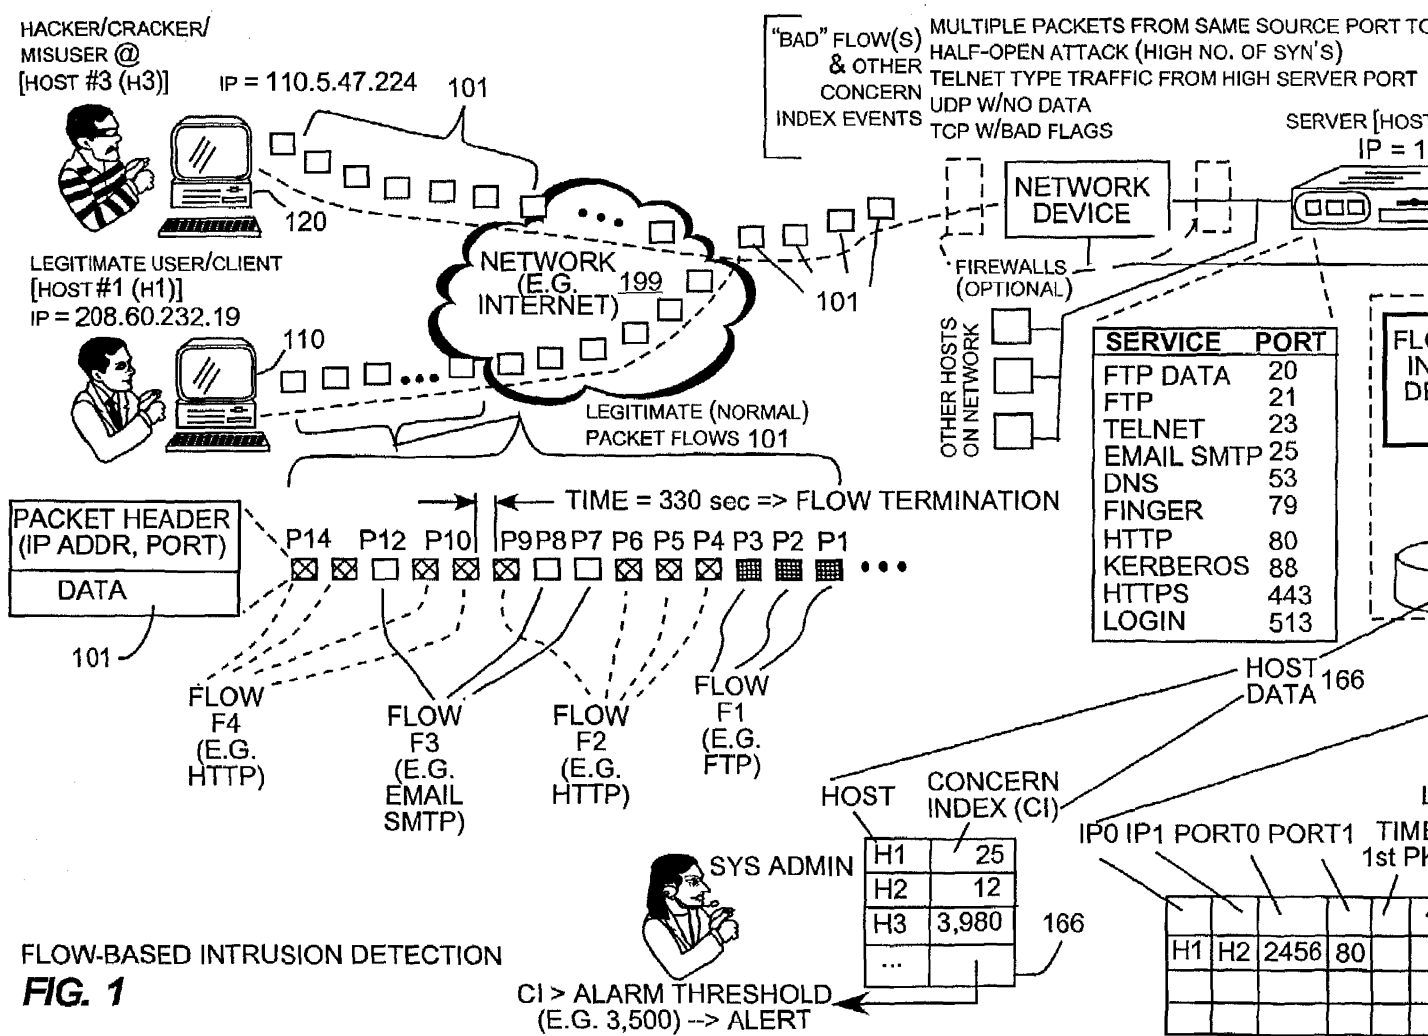 HACKER/CRACKER/
MISUSER @
[HOST #3 (H3)]
IP = 110.5.47.224
101
120
"BAD" FLOW(S)
& OTHER
CONCERN
INDEX EVENTS
MULTIPLE PACKETS FROM SAME SOURCE PORT TO
HALF-OPEN ATTACK (HIGH NO. OF SYN'S)
TELNET TYPE TRAFFIC FROM HIGH SERVER PORT
UDP W/NO DATA
TCP W/BAD FLAGS
SERVER [HOST
IP = 1
NETWORK
DEVICE
LEGITIMATE USER/CLIENT
[HOST #1 (H1)]
IP = 208.60.232.19
110
NETWORK
(E.G. 199
INTERNET)
101
FIREWALLS
(OPTIONAL)
OTHER HOSTS
ON NETWORK
LEGITIMATE (NORMAL)
PACKET FLOWS 101
SERVICE PORT
FTP DATA 20
FTP 21
TELNET 23
EMAIL SMTP 25
DNS 53
FINGER 79
HTTP 80
KERBEROS 88
HTTPS 443
LOGIN 513
FLO
IN
DE
TIME = 330 sec => FLOW TERMINATION
PACKET HEADER
(IP ADDR, PORT)
DATA
101
P14 P12 P10 P9 P8 P7 P6 P5 P4 P3 P2 P1
FLOW
F4
(E.G.
HTTP)
FLOW
F3
(E.G.
EMAIL
SMTP)
FLOW
F2
(E.G.
HTTP)
FLOW
F1
(E.G.
FTP)
HOST
DATA 166
HOST
CONCERN
INDEX (CI)
H1 25
H2 12
H3 3,980
...
166
SYS ADMIN
CI > ALARM THRESHOLD
(E.G. 3,500) --> ALERT
L
IP0 IP1 PORT0 PORT1 TIME
1st PK
H1 H2 2456 80
FLOW-BASED INTRUSION DETECTION
FIG. 1